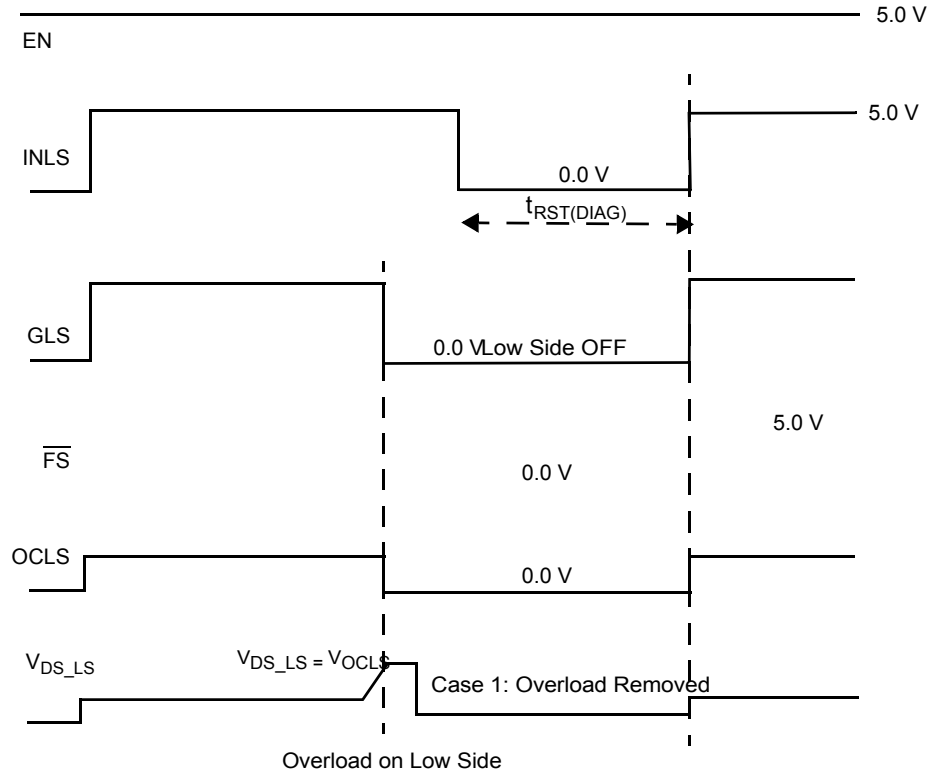 5.0 V
EN
5.0 V
INLS
0.0 V
tRST(DIAG)
GLS
0.0 V
Low Side OFF
5.0 V
FS
0.0 V
OCLS
0.0 V
VDS_LS
VDS_LS = VOCLS
Case 1: Overload Removed
Overload on Low Side